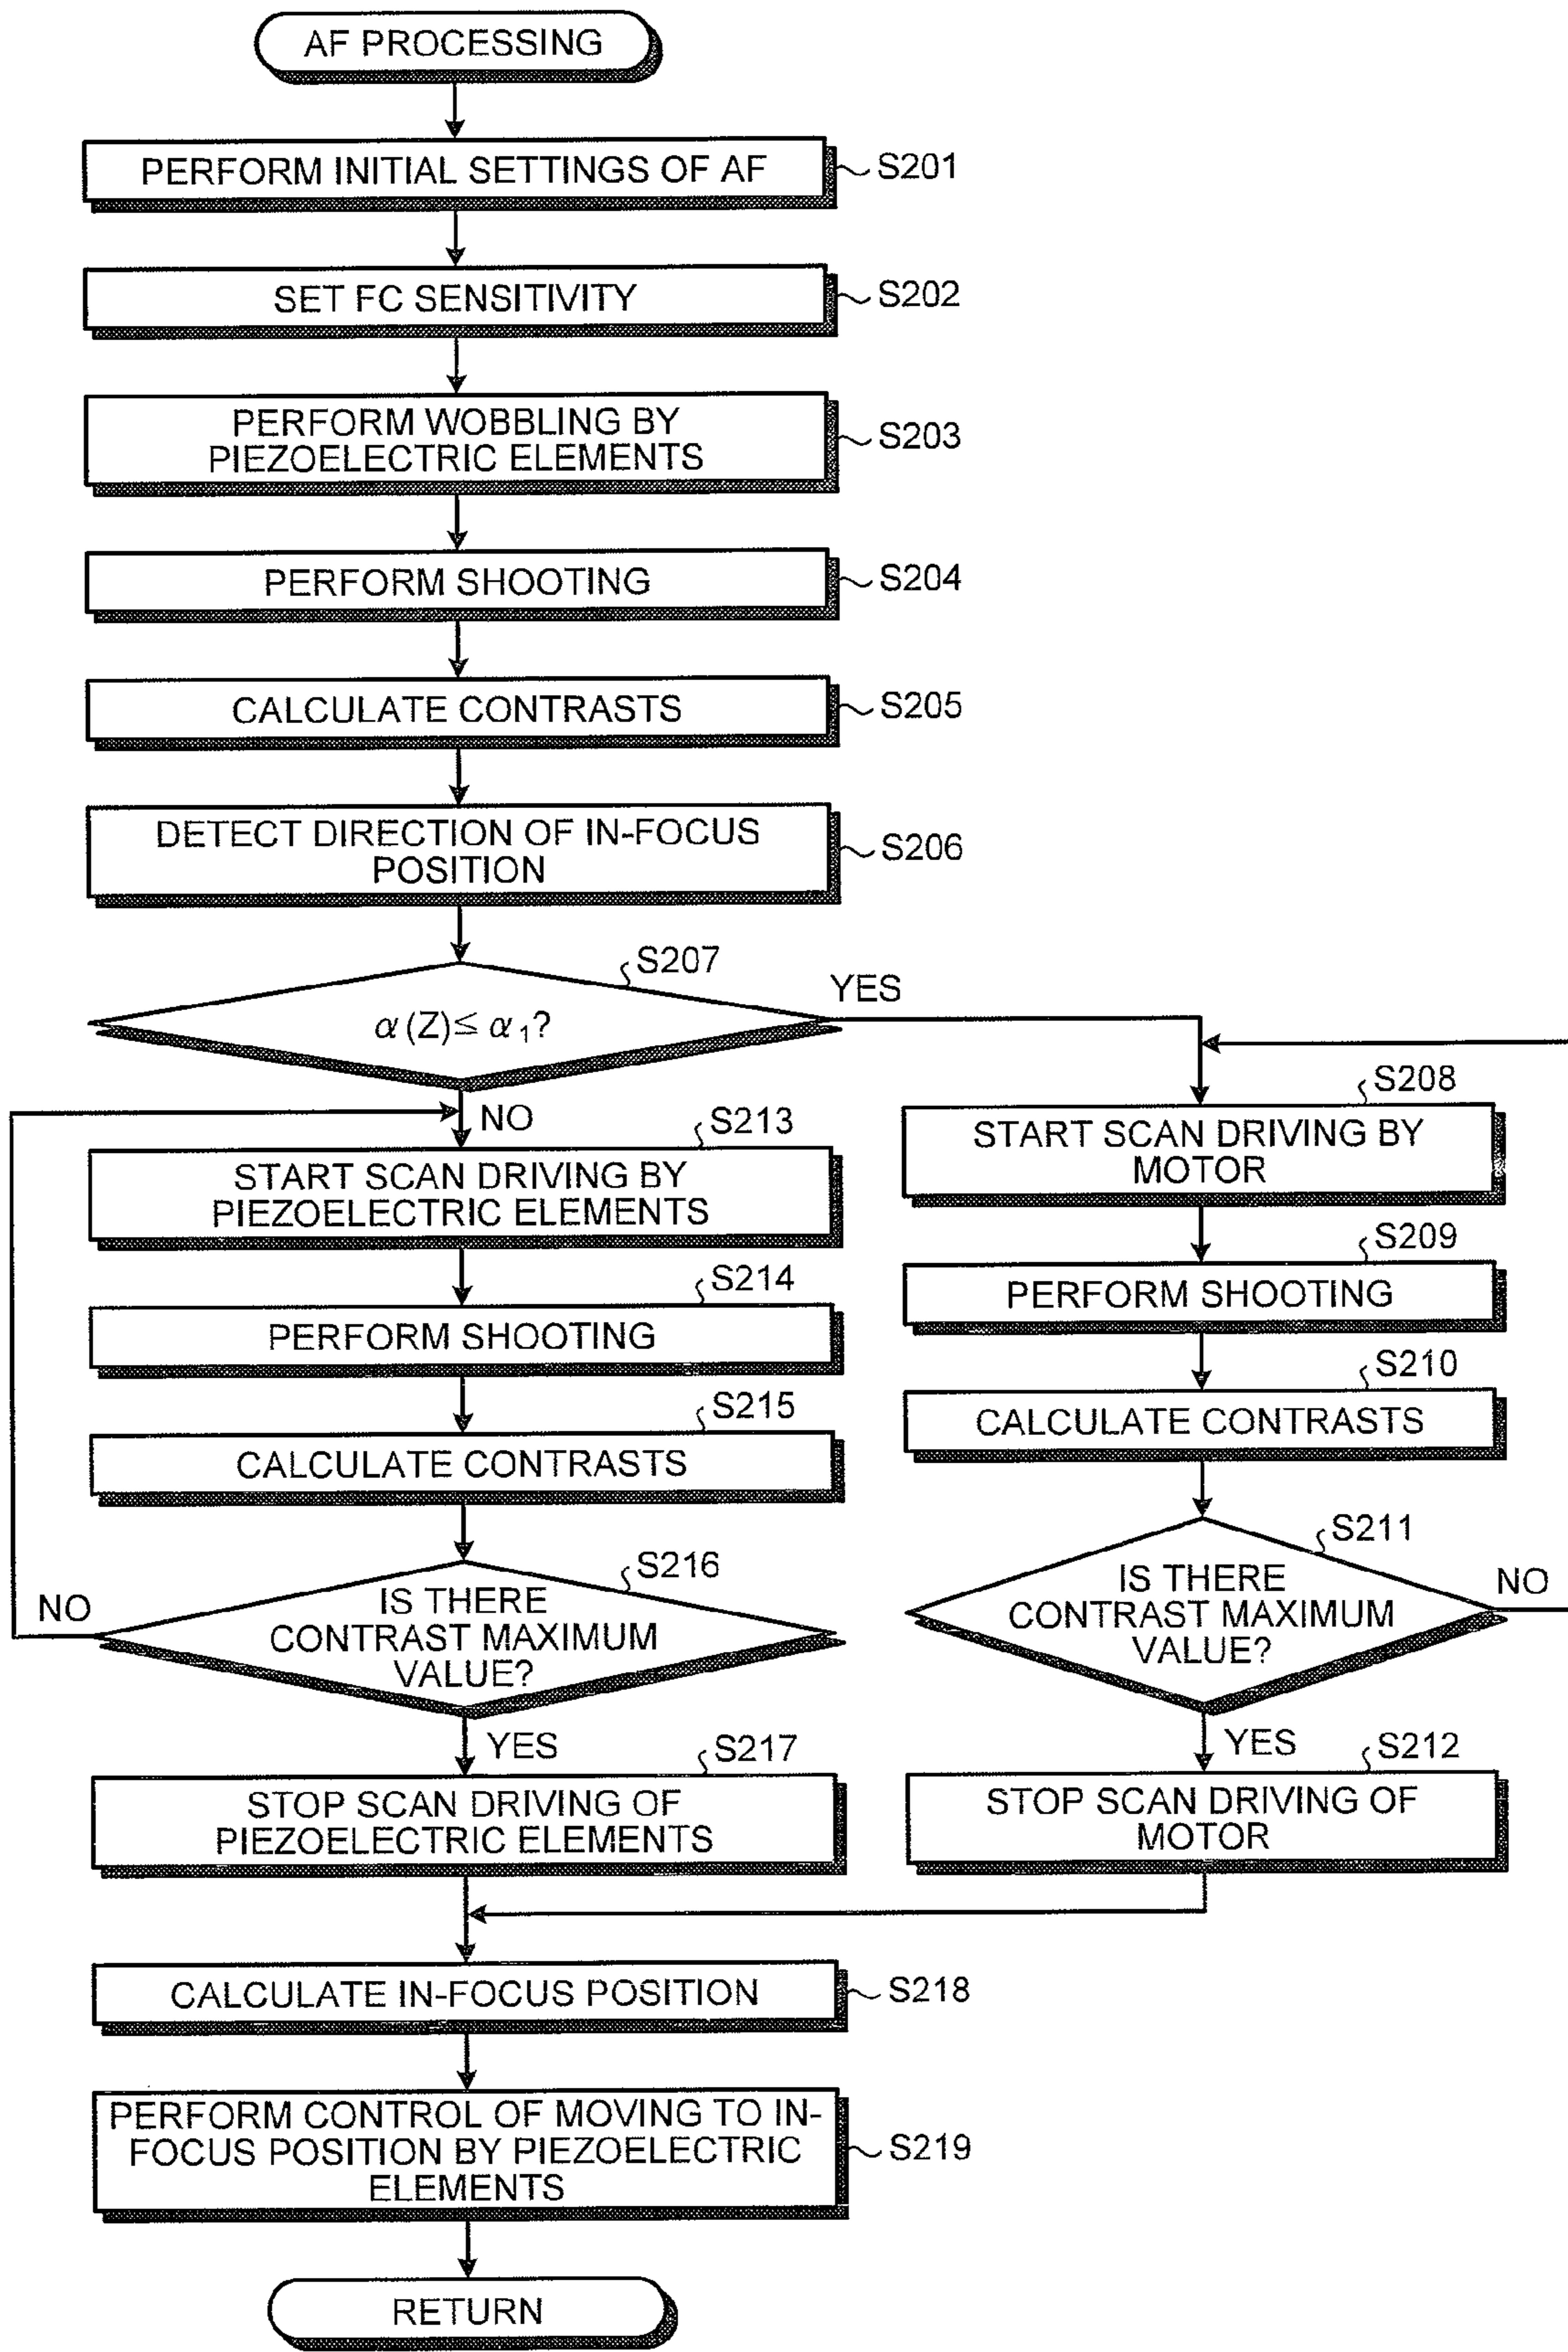 AF PROCESSING
PERFORM INITIAL SETTINGS OF AF
S201
SET FC SENSITIVITY
S202
PERFORM WOBBLING BY
PIEZOELECTRIC ELEMENTS
S203
PERFORM SHOOTING
S204
CALCULATE CONTRASTS
S205
DETECT DIRECTION OF IN-FOCUS
POSITION
S206
S207
α(Z)≦ α₁?
YES
NO
S213
START SCAN DRIVING BY
PIEZOELECTRIC ELEMENTS
S214
PERFORM SHOOTING
S215
CALCULATE CONTRASTS
S216
IS THERE
CONTRAST MAXIMUM
VALUE?
NO
YES
S217
STOP SCAN DRIVING OF
PIEZOELECTRIC ELEMENTS
S208
START SCAN DRIVING BY
MOTOR
S209
PERFORM SHOOTING
S210
CALCULATE CONTRASTS
S211
IS THERE
CONTRAST MAXIMUM
VALUE?
NO
YES
S212
STOP SCAN DRIVING OF
MOTOR
CALCULATE IN-FOCUS POSITION
S218
PERFORM CONTROL OF MOVING TO IN-
FOCUS POSITION BY PIEZOELECTRIC
ELEMENTS
S219
RETURN